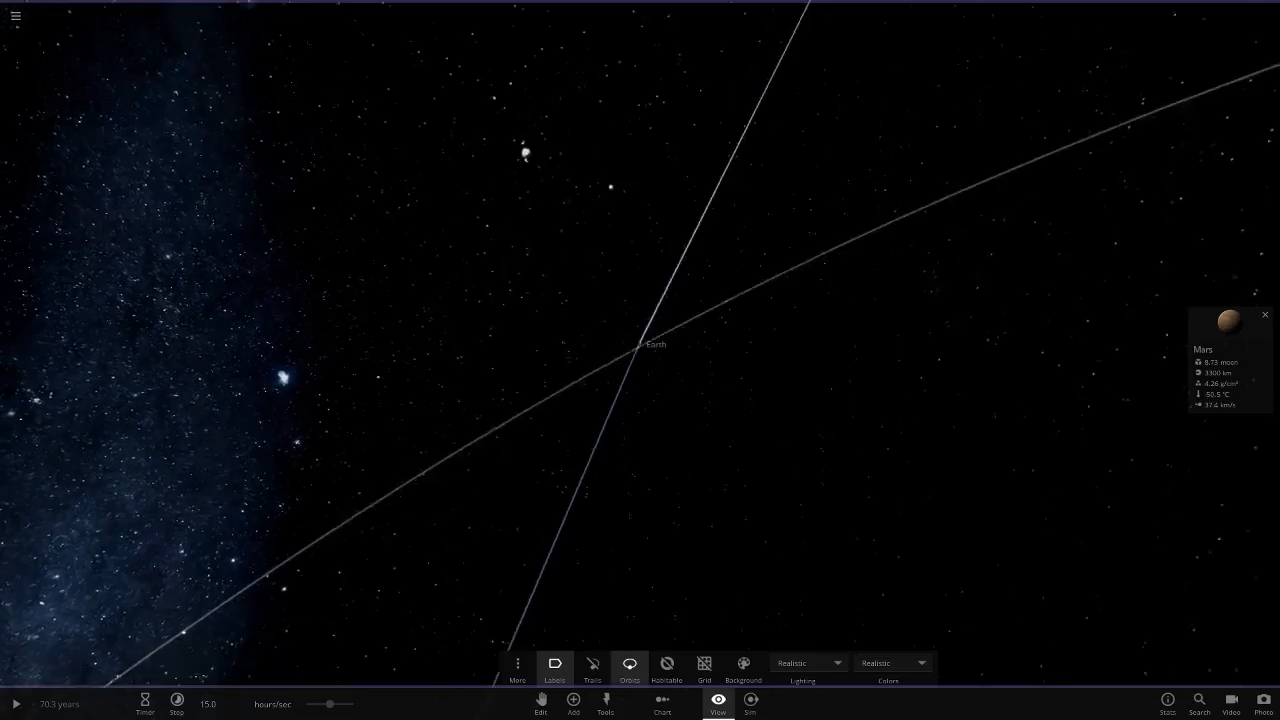 Earth
Mars
8.73 moon
3300 km
4.26 g/cm³
-50.5 °C
37.4 km/s
More
Labels
Trails
Orbits
Habitable
Grid
Background
Realistic
Lighting
Realistic
Colors
70.3 years
Timer
Step
15.0
hours/sec
Edit
Add
Tools
Chart
View
Sim
Stats
Search
Video
Photo